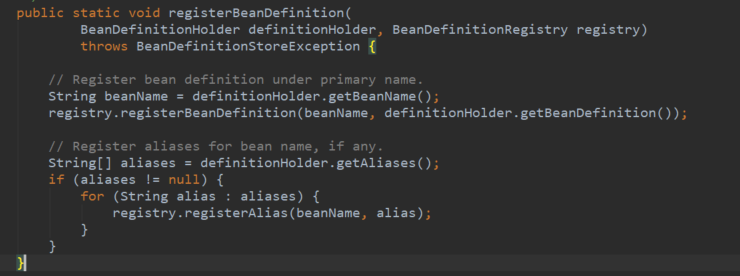 public static void registerBeanDefinition(
BeanDefinitionHolder definitionHolder, BeanDefinitionRegistry registry)
throws BeanDefinitionStoreException {
// Register bean definition under primary name.
String beanName = definitionHolder.getBeanName();
registry.registerBeanDefinition(beanName, definitionHolder.getBeanDefinition());
// Register aliases for bean name, if any.
String[] aliases = definitionHolder.getAliases();
if (aliases != null) {
for (String alias : aliases) {
registry.registerAlias(beanName, alias);
}
}
}